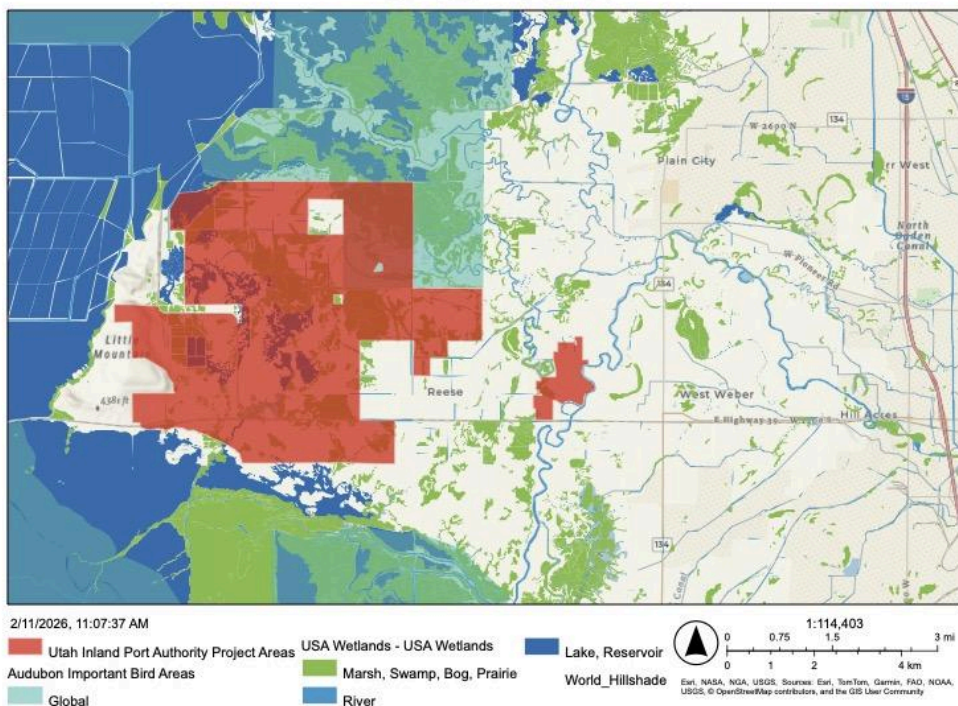 W 2600 N
134
Plain City
rr West
North
Ogden
Canal
W Pioneer Rd
134
Little
Mount
4381 ft
Reese
West Weber
Hill Acres
134
Canal
2/11/2026, 11:07:37 AM
Utah Inland Port Authority Project Areas
Audubon Important Bird Areas
Global
USA Wetlands - USA Wetlands
Marsh, Swamp, Bog, Prairie
River
Lake, Reservoir
World_Hillshade
1:114,403
0 0.75 1.5 3 mi
0 1 2 4 km
Esri, NASA, NGA, USGS, Sources: Esri, TomTom, Garmin, FAO, NOAA,
USGS, © OpenStreetMap contributors, and the GIS User Community